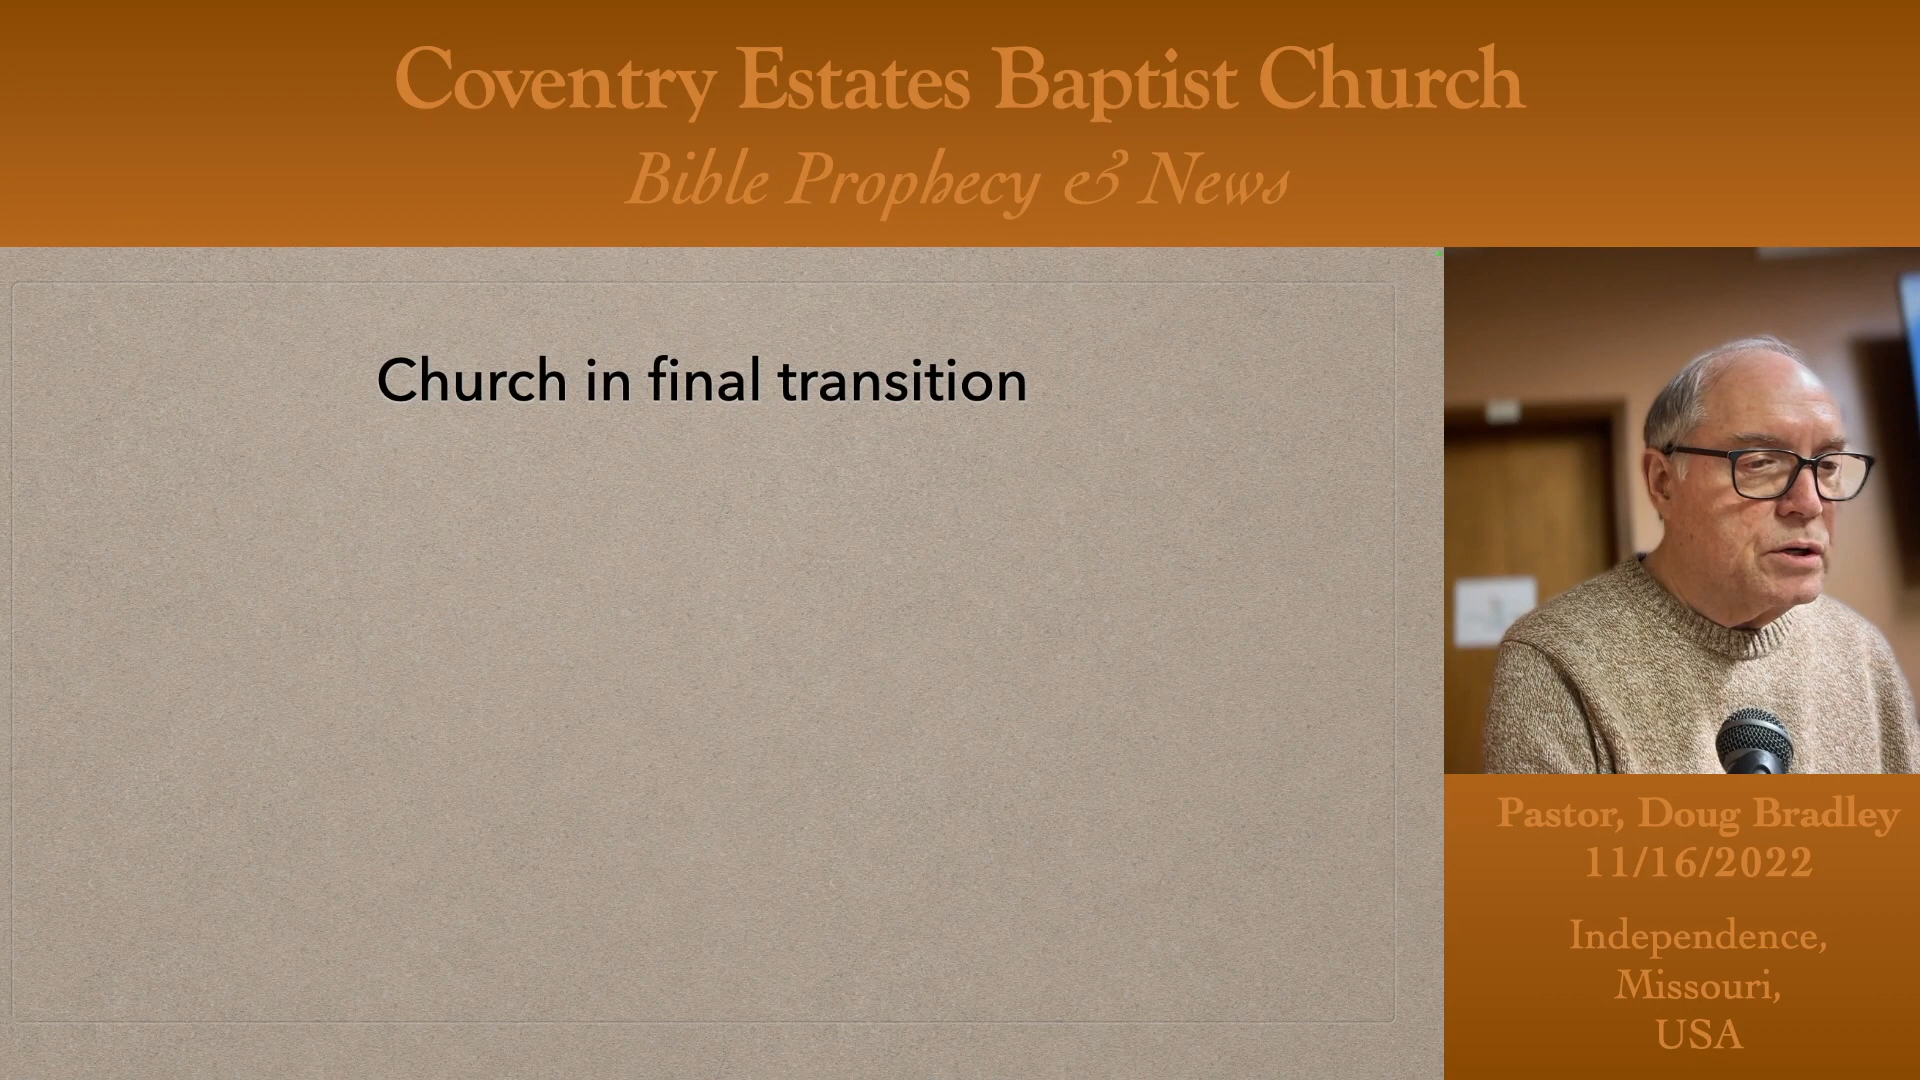 Coventry Estates Baptist Church
Bible Prophecy & News
Church in final transition
Pastor, Doug Bradley
11/16/2022
Independence,
Missouri,
USA